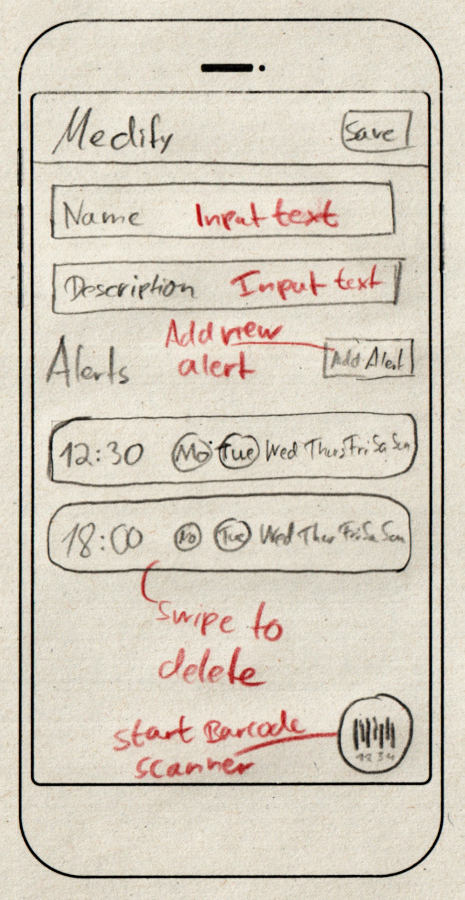 Medify Save
Name Input text
Description Input text
Add new
alert
Alerts Add Alert
12:30 Mo Tue Wed Thurs Fri Sa Sun
18:00 Mo Tue Wed Thur Fri Sa Sun
swipe to
delete
start Barcode
scanner
1234